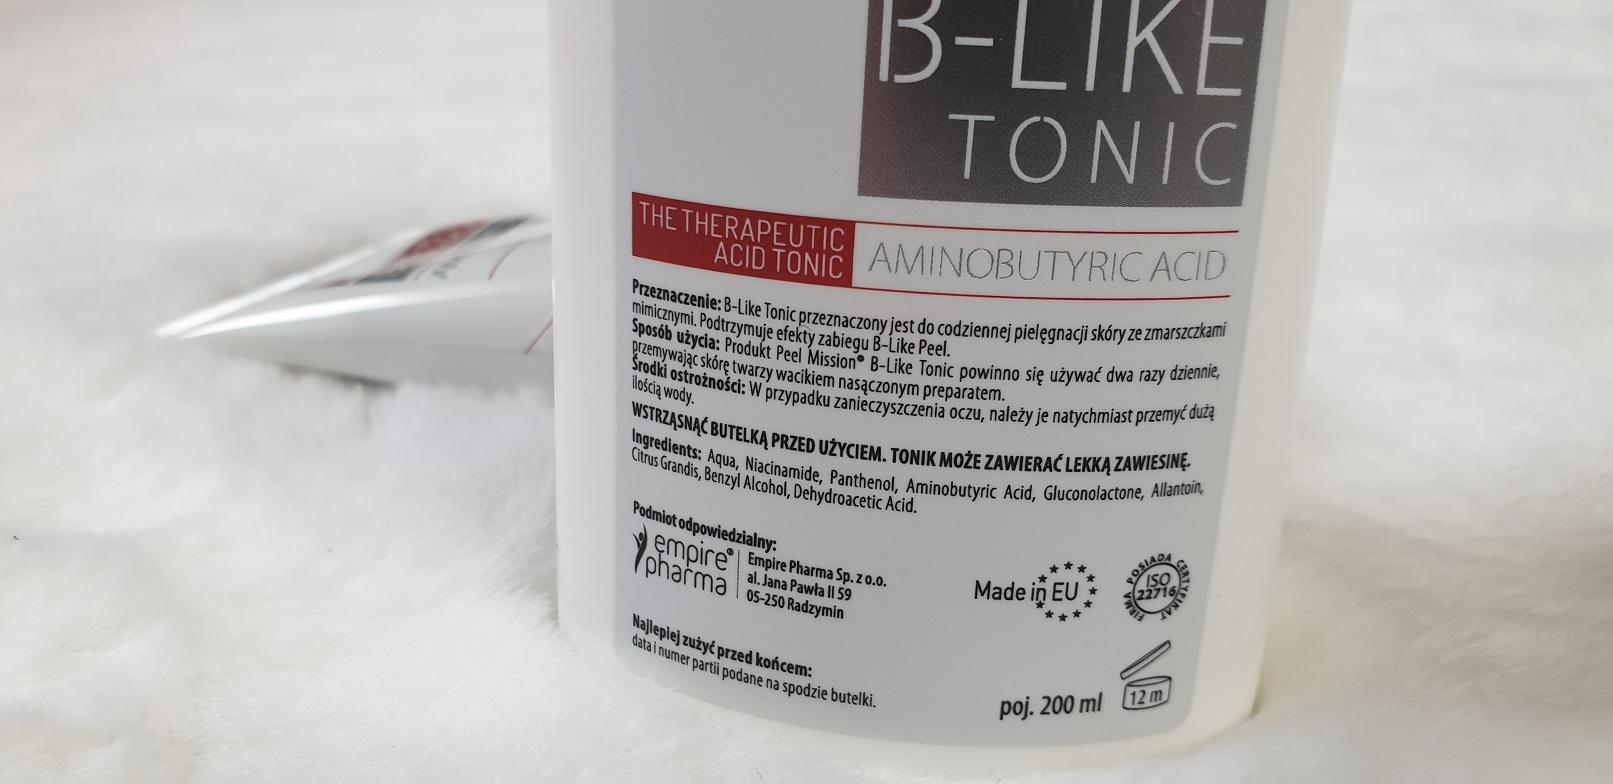 B-LIKE
TONIC
THE THERAPEUTIC
ACID TONIC
AMINOBUTYRIC ACID
Przeznaczenie: B-Like Tonic przeznaczony jest do codziennej pielęgnacji skóry ze zmarszczkami
mimicznymi. Podtrzymuje efekty zabiegu B-Like Peel.
Sposób użycia: Produkt Peel Mission® B-Like Tonic powinno się używać dwa razy dziennie,
przemywając skórę twarzy wacikiem nasączonym preparatem.
Środki ostrożności: W przypadku zanieczyszczenia oczu, należy je natychmiast przemyć dużą
ilością wody.
WSTRZĄSNĄĆ BUTELKĄ PRZED UŻYCIEM. TONIK MOŻE ZAWIERAĆ LEKKĄ ZAWIESINĘ.
Ingredients: Aqua, Niacinamide, Panthenol, Aminobutyric Acid, Gluconolactone, Allantoin,
Citrus Grandis, Benzyl Alcohol, Dehydroacetic Acid.
Podmiot odpowiedzialny:
empire®
pharma
Empire Pharma Sp. z o.o.
al. Jana Pawła II 59
05-250 Radzymin
Made in EU
FIRMA POSIADA CERTYFIKAT
ISO
22716
Najlepiej zużyć przed końcem:
data i numer partii podane na spodzie butelki.
poj. 200 ml
12 m